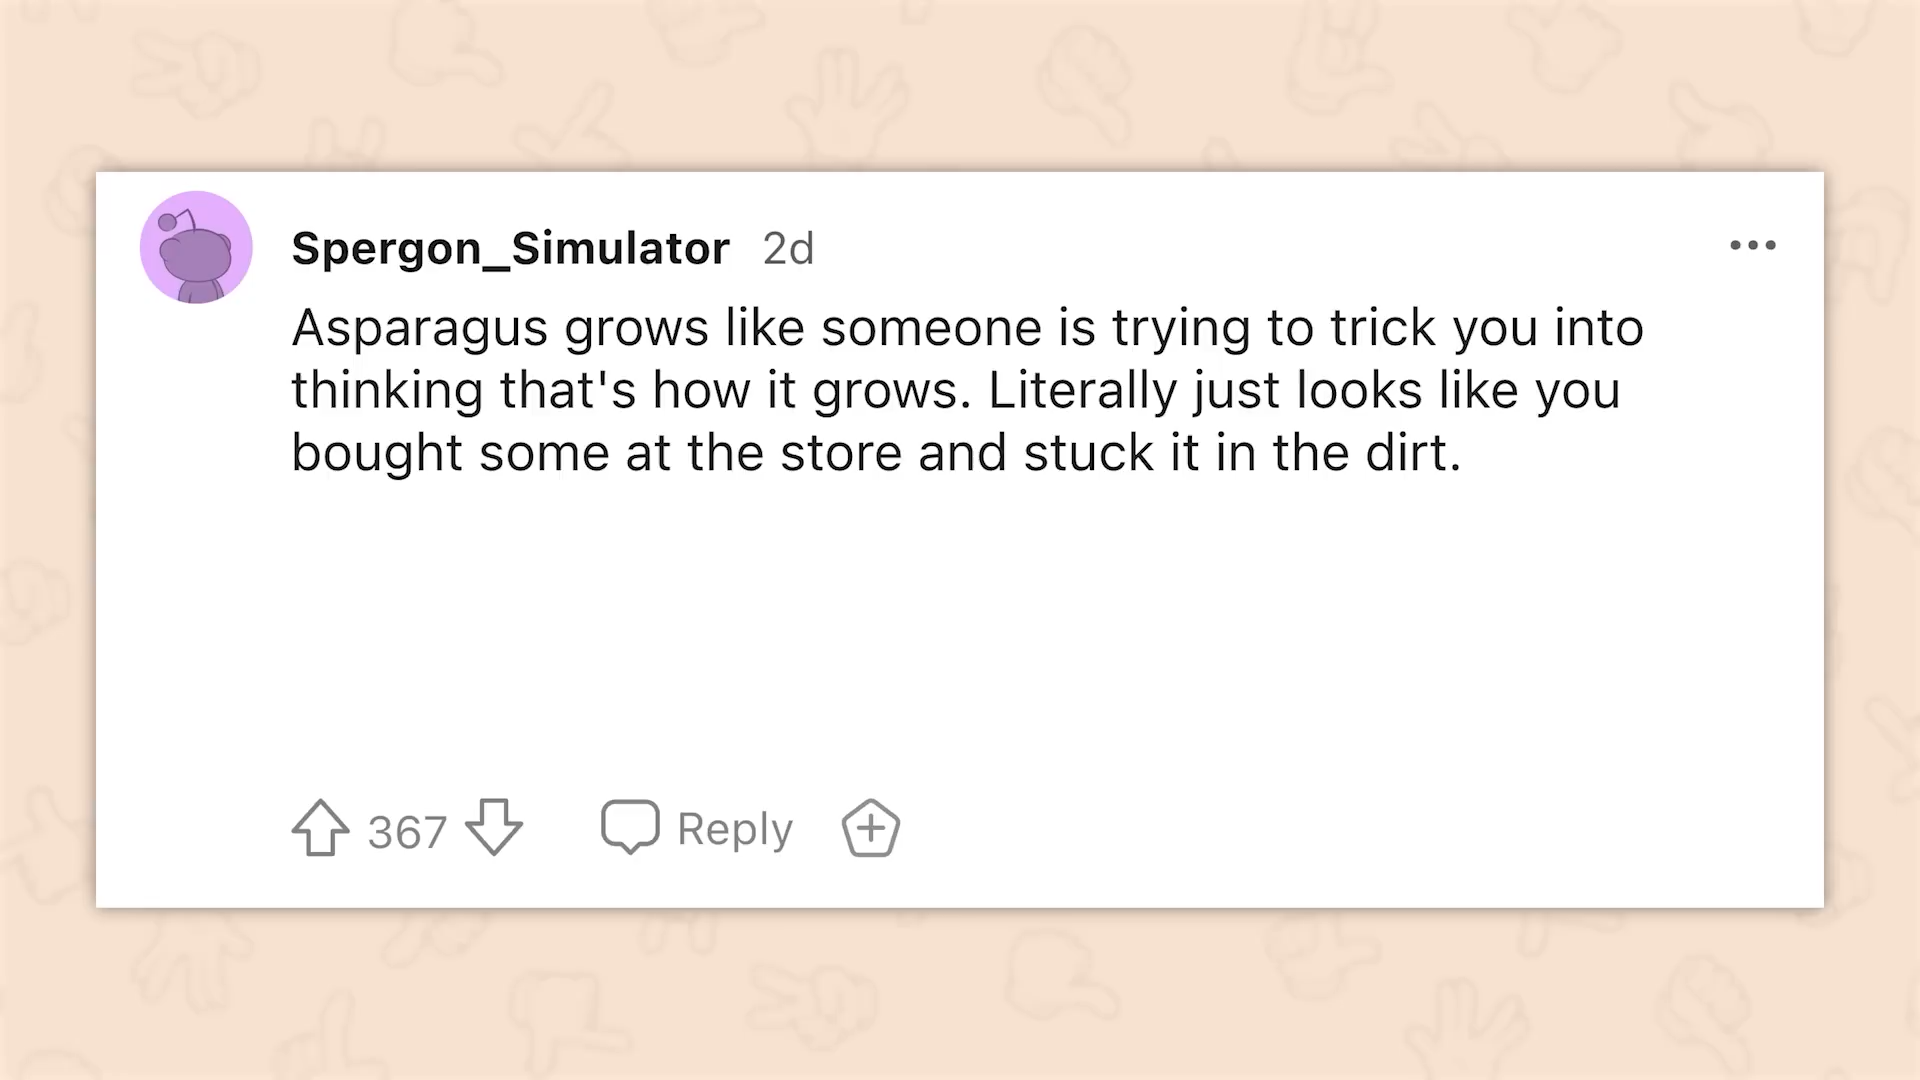 Spergon_Simulator 2d
Asparagus grows like someone is trying to trick you into
thinking that's how it grows. Literally just looks like you
bought some at the store and stuck it in the dirt.
367 Reply